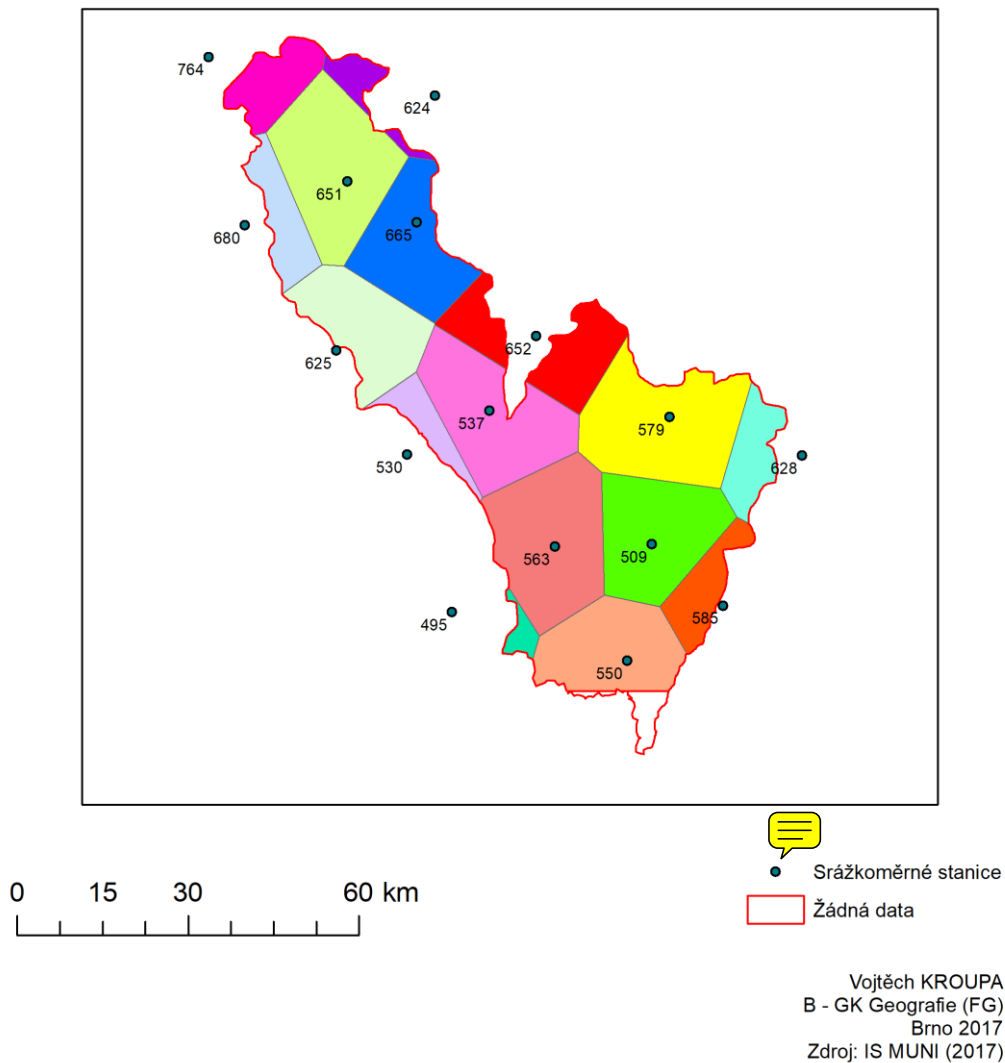 764
624
651
665
680
652
625
537
579
530
628
563
509
495
585
550
0 15 30 60 km
Srážkoměrné stanice
Žádná data
Vojtěch KROUPA
B - GK Geografie (FG)
Brno 2017
Zdroj: IS MUNI (2017)